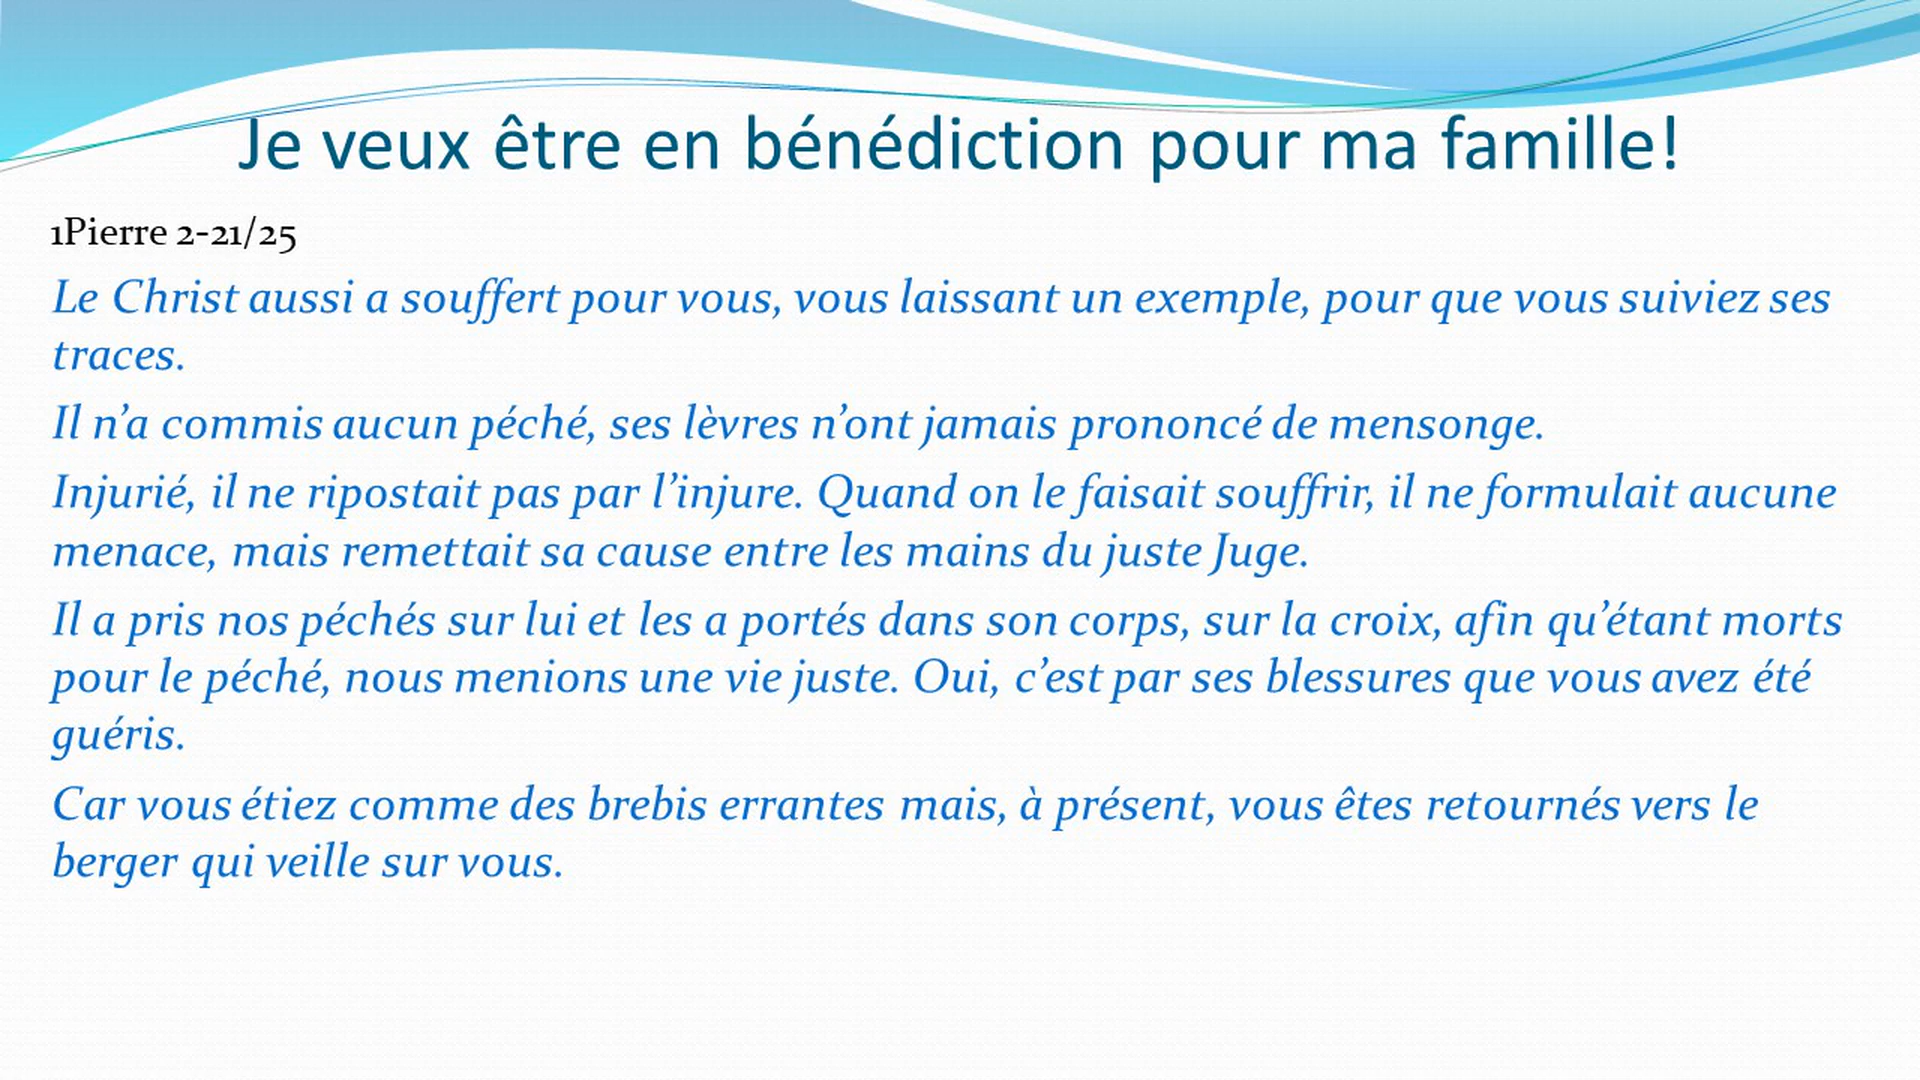 Je veux être en bénédiction pour ma famille!
1Pierre 2-21/25
Le Christ aussi a souffert pour vous, vous laissant un exemple, pour que vous suiviez ses
traces.
Il n’a commis aucun péché, ses lèvres n’ont jamais prononcé de mensonge.
Injurié, il ne ripostait pas par l’injure. Quand on le faisait souffrir, il ne formulait aucune
menace, mais remettait sa cause entre les mains du juste Juge.
Il a pris nos péchés sur lui et les a portés dans son corps, sur la croix, afin qu’étant morts
pour le péché, nous menions une vie juste. Oui, c’est par ses blessures que vous avez été
guéris.
Car vous étiez comme des brebis errantes mais, à présent, vous êtes retournés vers le
berger qui veille sur vous.